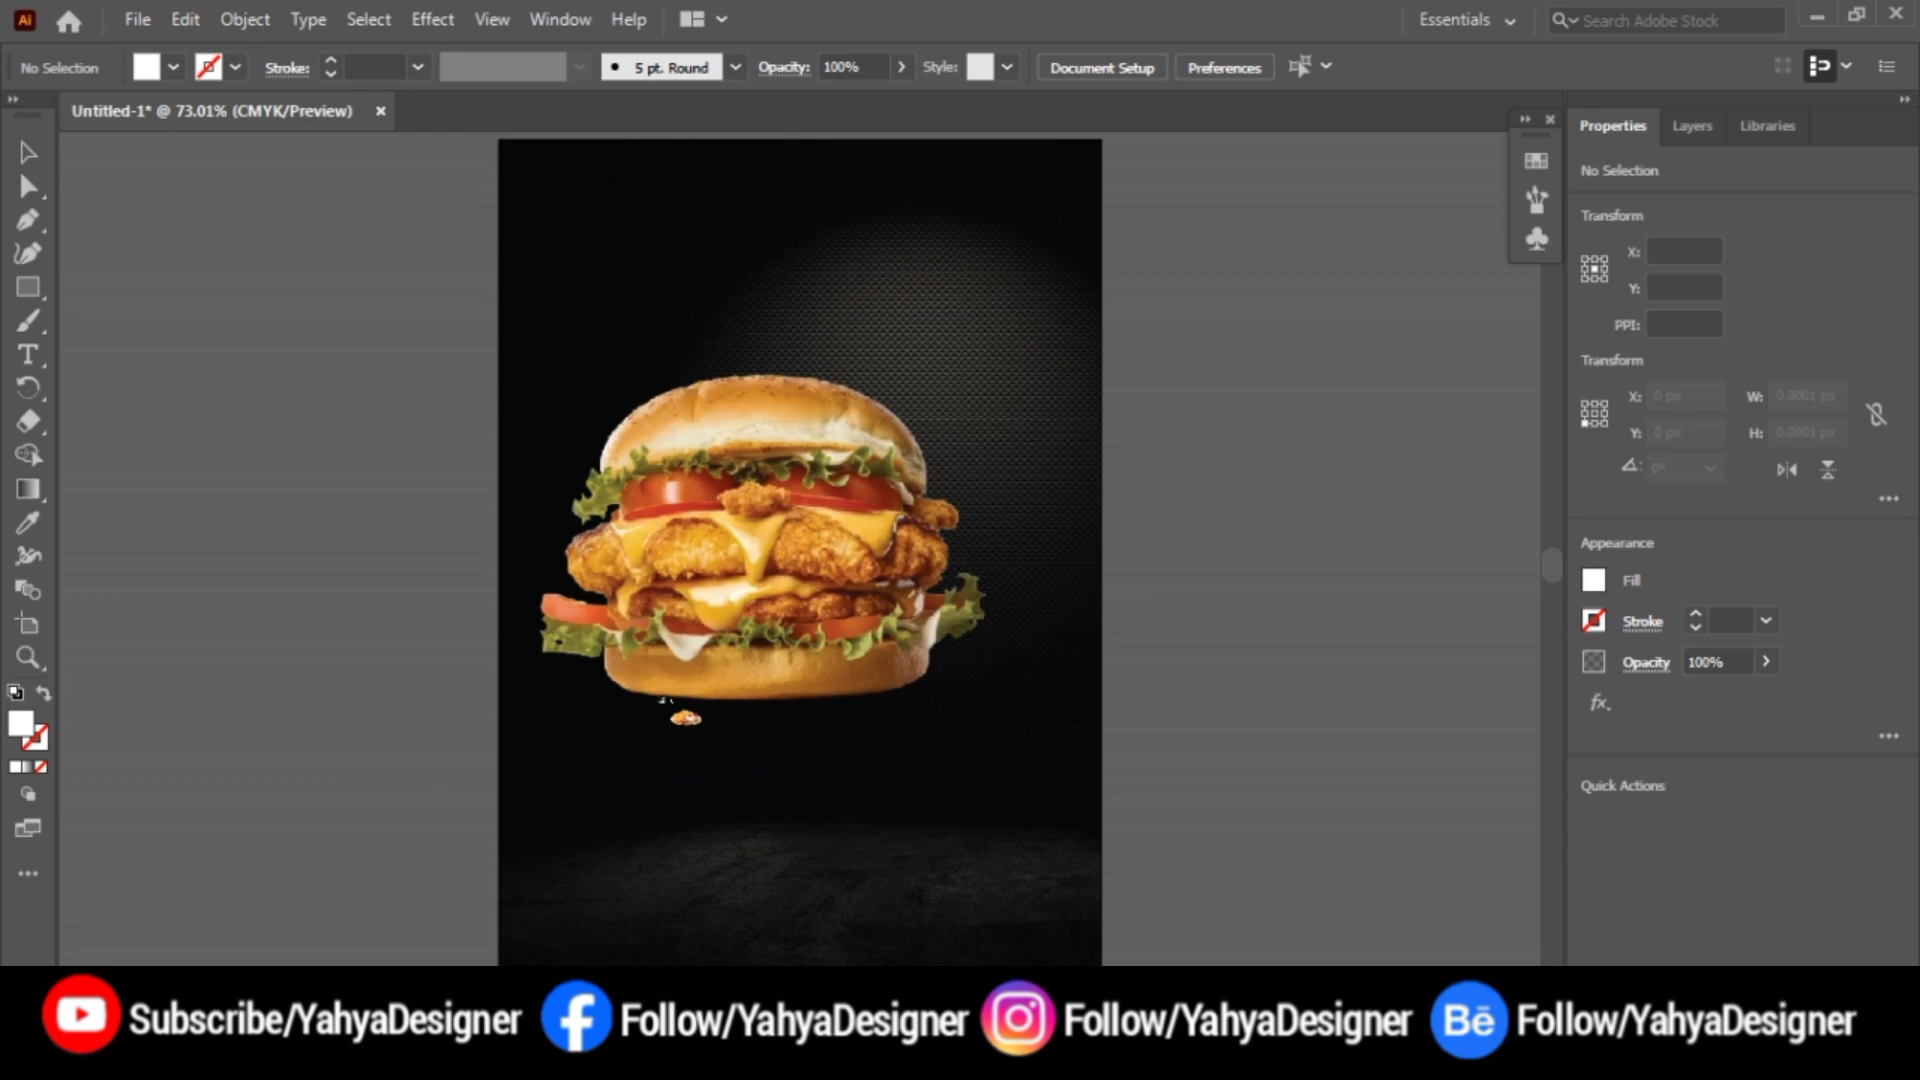 Ai File Edit Object Type Select Effect View Window Help Essentials Search Adobe Stock
No Selection Stroke: 5 pt. Round Opacity: 100% Style: Document Setup Preferences
Untitled-1* @ 73.01% (CMYK/Preview)
Properties Layers Libraries
No Selection
Transform
X:
Y:
PPI:
Transform
X: 0 px W: 0.0001 px
Y: 0 px H: 0.0001 px
0°
Appearance
Fill
Stroke
Opacity 100%
fx.
Quick Actions
Subscribe/YahyaDesigner Follow/YahyaDesigner Follow/YahyaDesigner Bē Follow/YahyaDesigner